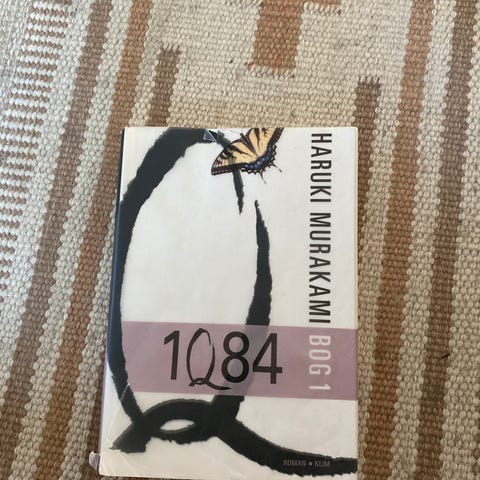 HARUKI MURAKAMI BOG 1
1Q84
ROMAN • KLIM